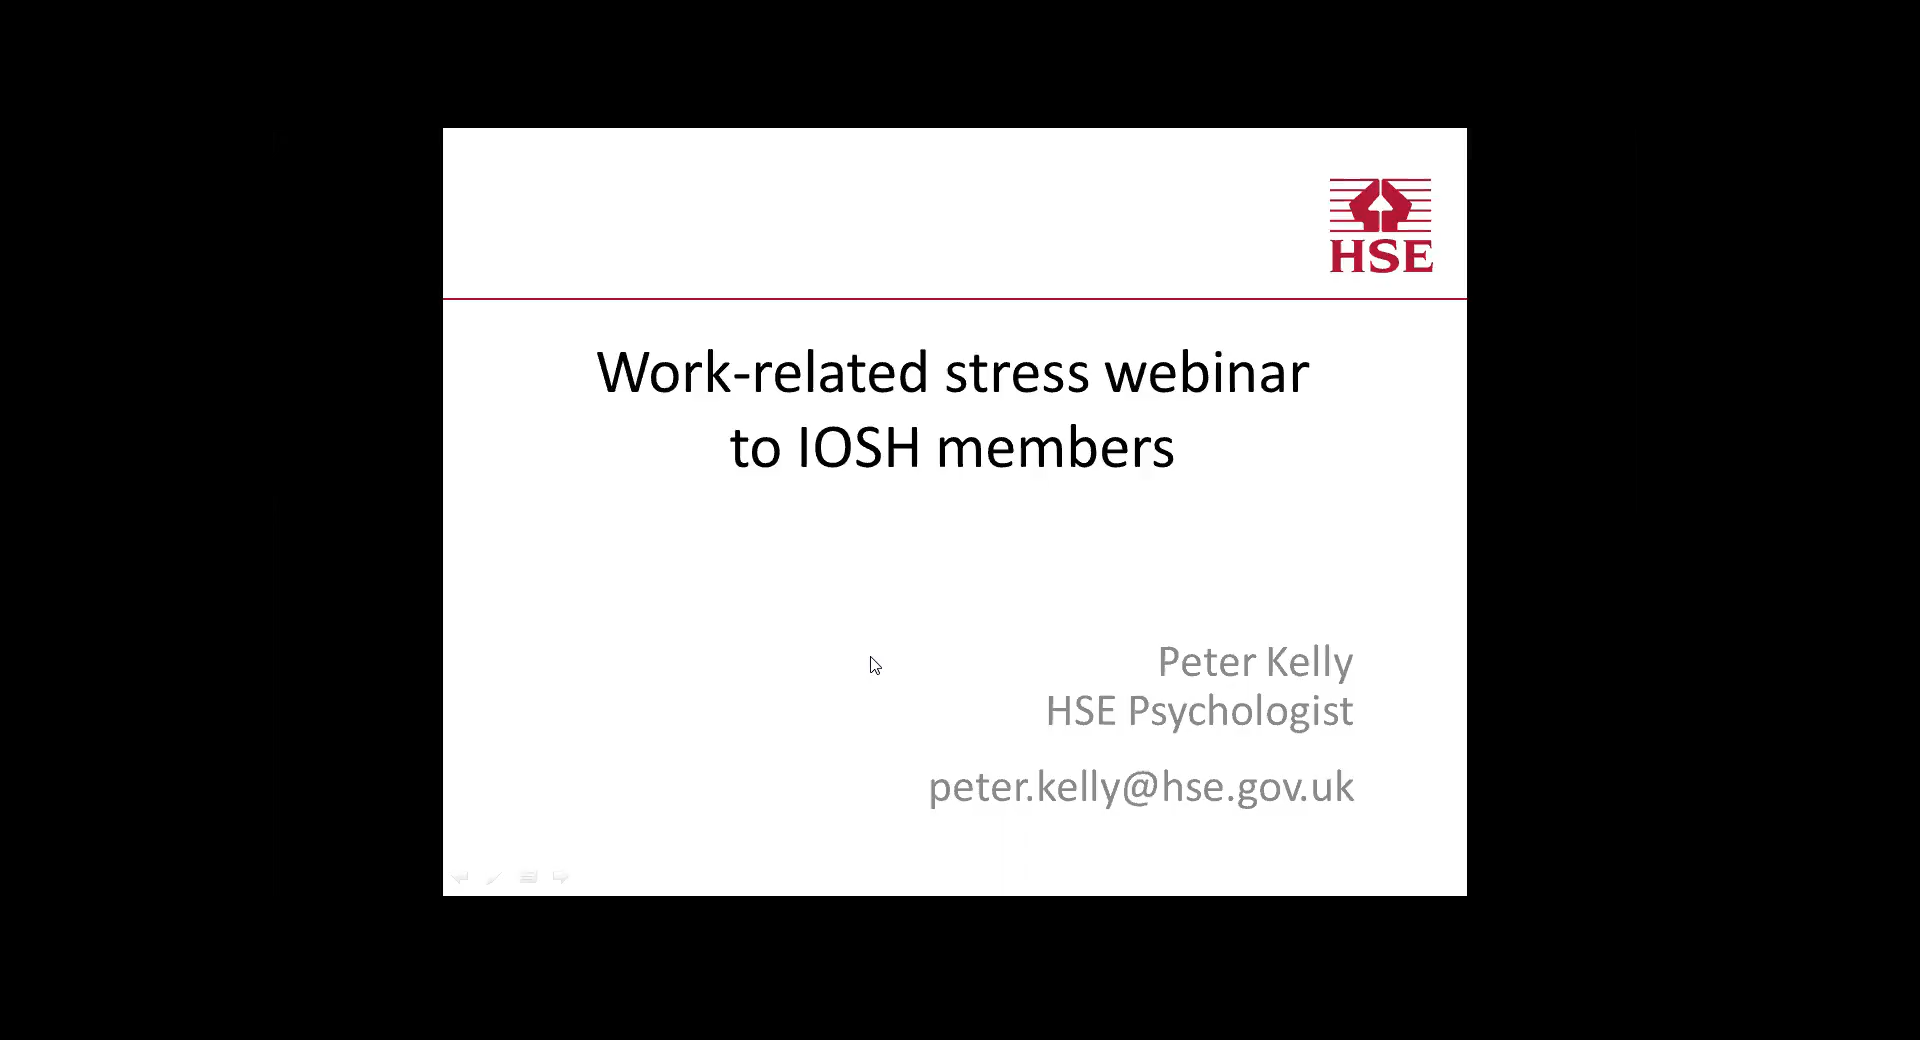 HSE
Work-related stress webinar
to IOSH members
Peter Kelly
HSE Psychologist
peter.kelly@hse.gov.uk